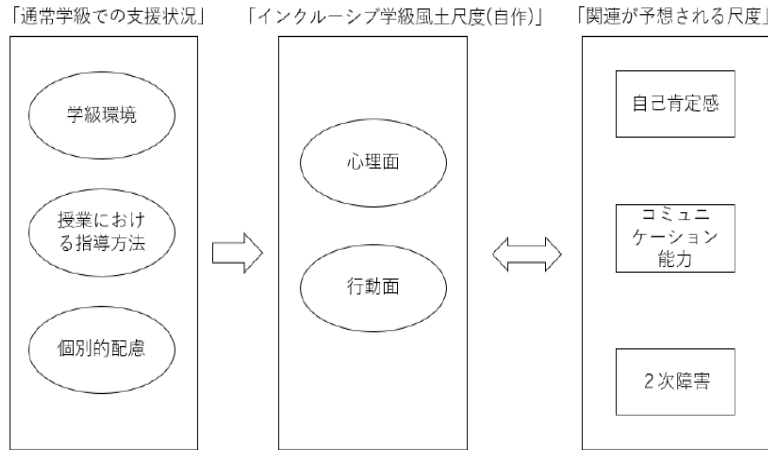 「通常学級での支援状況」
「インクルーシブ学級風土尺度(自作)」
「関連が予想される尺度」
学級環境
授業におけ
る指導方法
個別的配慮
心理面
行動面
自己肯定感
コミュニ
ケーション
能力
２次障害